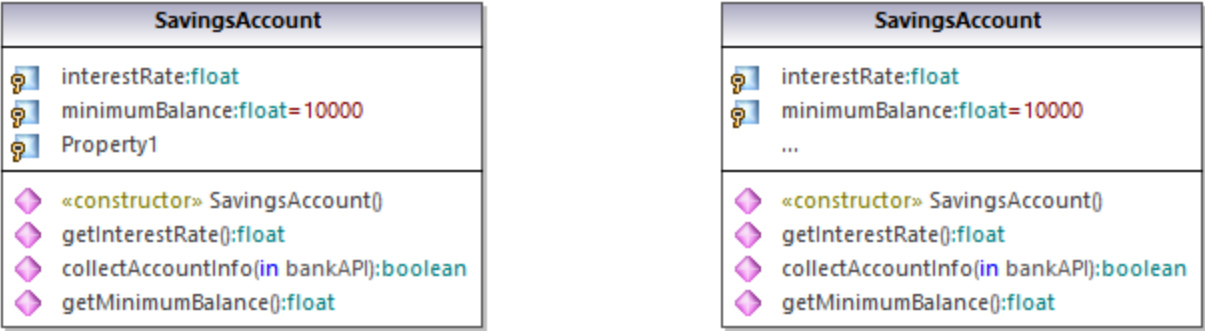 SavingsAccount
interestRate:float
minimumBalance:float=10000
Property1
«constructor» SavingsAccount()
getInterestRate():float
collectAccountInfo(in bankAPI):boolean
getMinimumBalance():float
SavingsAccount
interestRate:float
minimumBalance:float=10000
...
«constructor» SavingsAccount()
getInterestRate():float
collectAccountInfo(in bankAPI):boolean
getMinimumBalance():float